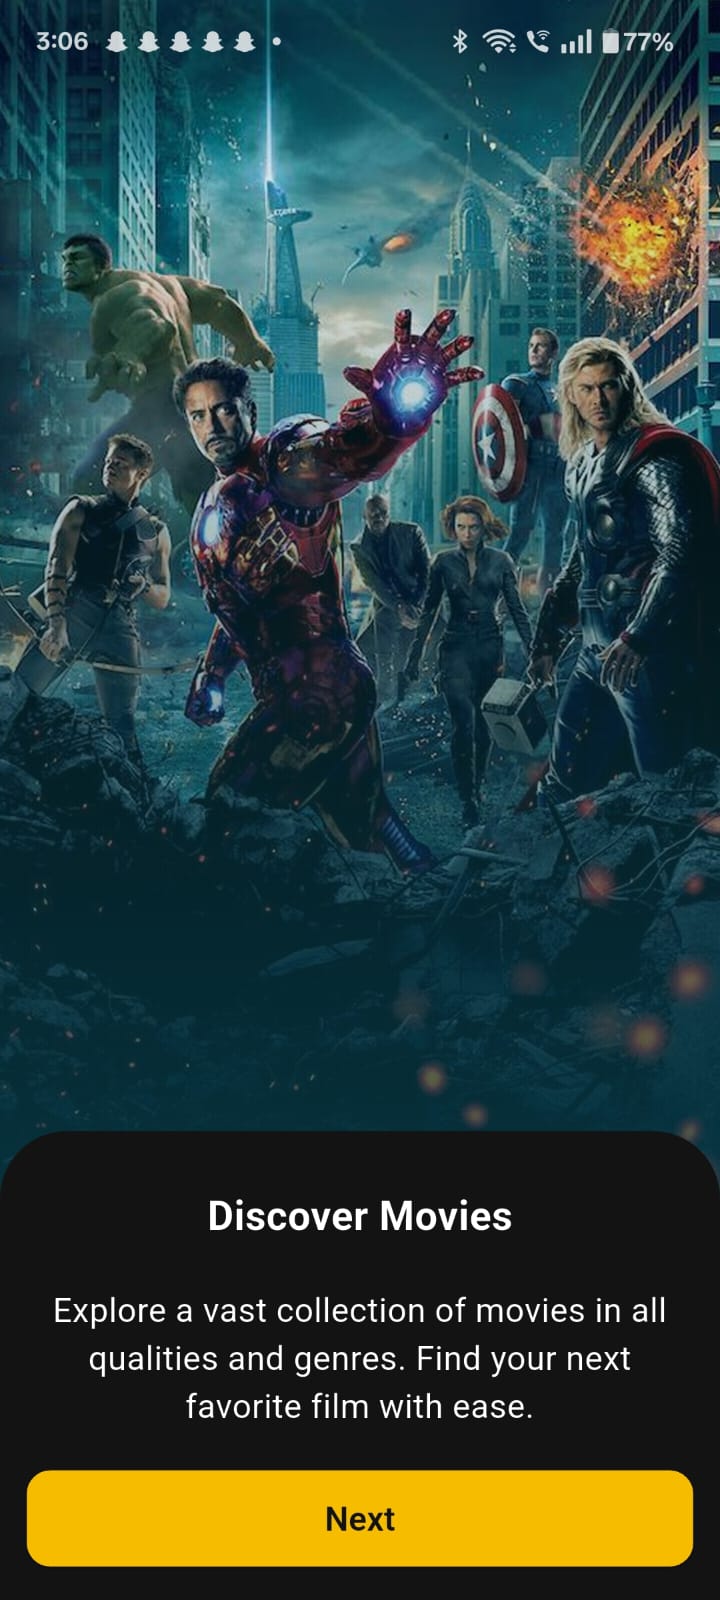 3:06 77%
Discover Movies
Explore a vast collection of movies in all
qualities and genres. Find your next
favorite film with ease.
Next